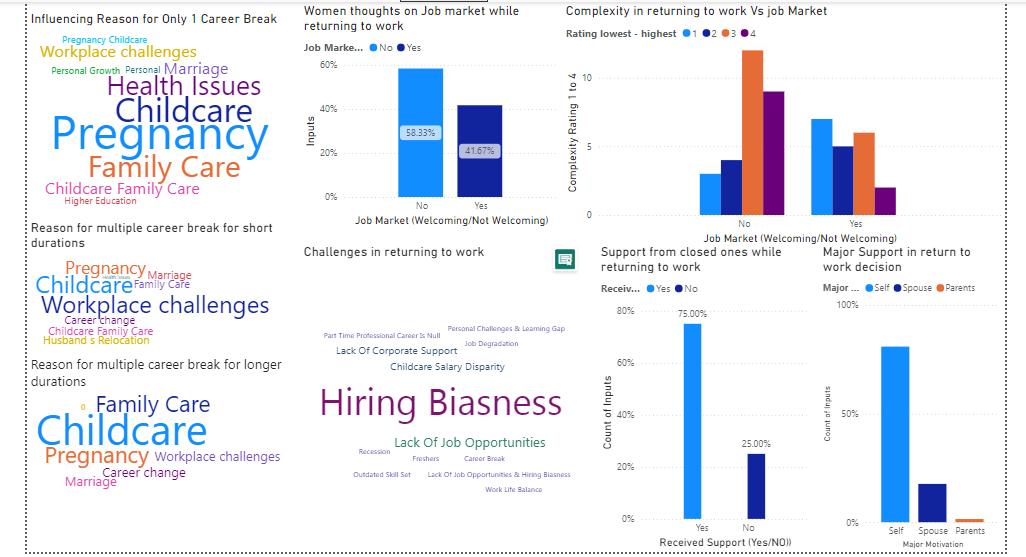 Influencing Reason for Only 1 Career Break
Pregnancy Childcare
Workplace challenges
Personal Growth Personal Marriage
Health Issues
Childcare
Pregnancy
Family Care
Childcare Family Care
Higher Education
Reason for multiple career break for short
durations
Pregnancy
Health Issues
Marriage
Childcare
Family Care
Workplace challenges
Career change
Childcare Family Care
Husband s Relocation
Reason for multiple career break for longer
durations
0 Family Care
Childcare
Pregnancy Workplace challenges
Career change
Marriage
Women thoughts on Job market while
returning to work
Job Marke... No Yes
60%
40%
20%
0%
Inputs
58.33%
41.67%
No Yes
Job Market (Welcoming/Not Welcoming)
Complexity in returning to work Vs job Market
Rating lowest - highest 1 2 3 4
10
5
0
Complexity Rating 1 to 4
No Yes
Job Market (Welcoming/Not Welcoming)
Challenges in returning to work
Personal Challenges & Learning Gap
Part Time Professional Career Is Null
Job Degradation
Lack Of Corporate Support
Childcare Salary Disparity
Hiring Biasness
Lack Of Job Opportunities
Recession
Freshers Career Break
Outdated Skill Set Lack Of Job Opportunities & Hiring Biasness
Work Life Balance
Support from closed ones while
returning to work
Receiv... Yes No
80%
60%
40%
20%
0%
Count of Inputs
75.00%
25.00%
Yes No
Received Support (Yes/NO))
Major Support in return to
work decision
Major ... Self Spouse Parents
100%
50%
0%
Count of Inputs
Self Spouse Parents
Major Motivation